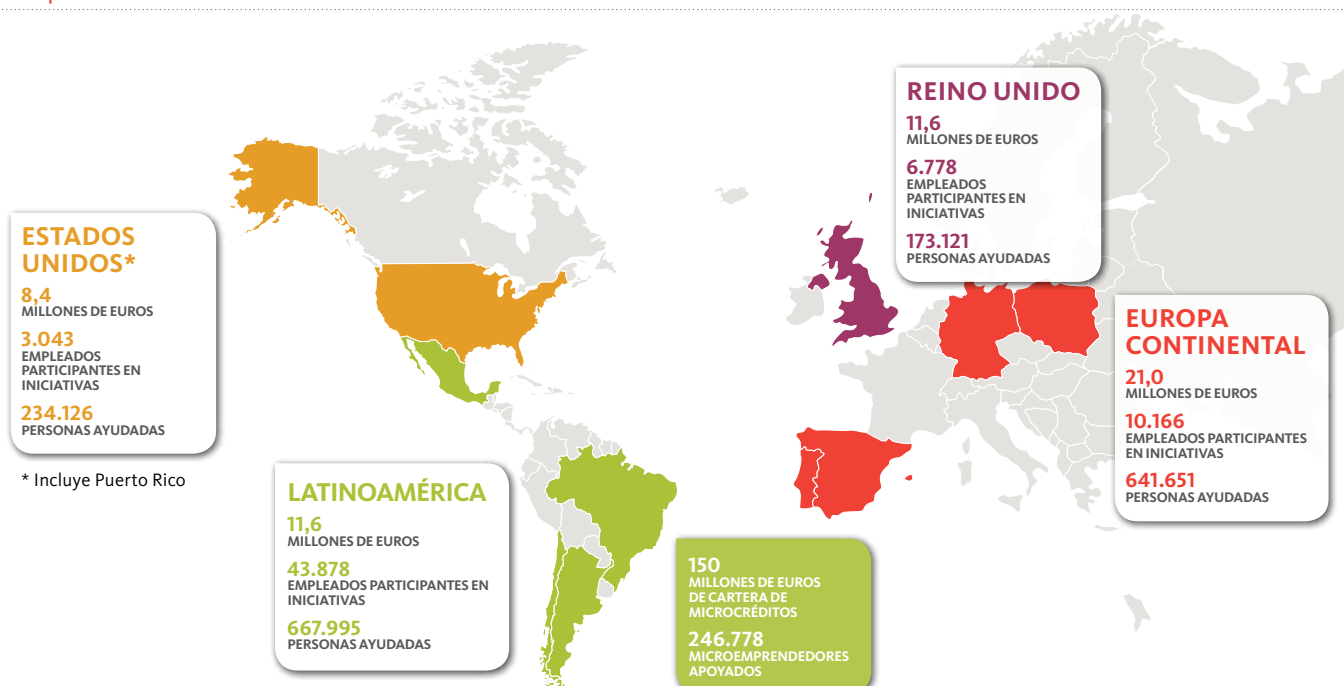 REINO UNIDO
11,6
MILLONES DE EUROS
6.778
EMPLEADOS
PARTICIPANTES EN
INICIATIVAS
173.121
PERSONAS AYUDADAS
ESTADOS
UNIDOS*
8,4
MILLONES DE EUROS
3.043
EMPLEADOS
PARTICIPANTES EN
INICIATIVAS
234.126
PERSONAS AYUDADAS
* Incluye Puerto Rico
EUROPA
CONTINENTAL
21,0
MILLONES DE EUROS
10.166
EMPLEADOS PARTICIPANTES
EN INICIATIVAS
641.651
PERSONAS AYUDADAS
LATINOAMÉRICA
11,6
MILLONES DE EUROS
43.878
EMPLEADOS PARTICIPANTES EN
INICIATIVAS
667.995
PERSONAS AYUDADAS
150
MILLONES DE EUROS
DE CARTERA DE
MICROCRÉDITOS
246.778
MICROEMPRENDEDORES
APOYADOS